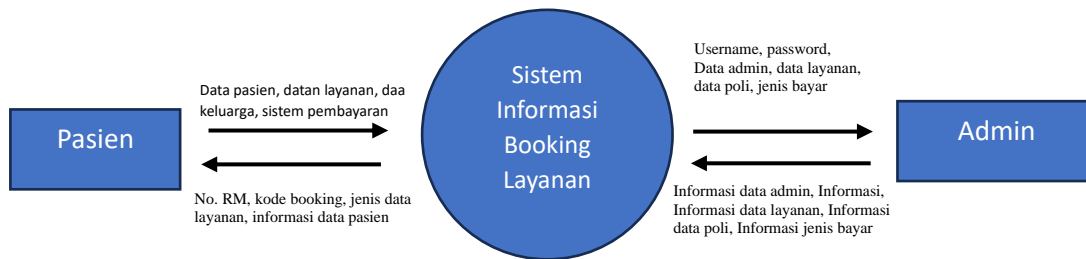 Pasien
Data pasien, datan layanan, daa
keluarga, sistem pembayaran
No. RM, kode booking, jenis data
layanan, informasi data pasien
Sistem
Informasi
Booking
Layanan
Username, password,
Data admin, data layanan,
data poli, jenis bayar
Informasi data admin, Informasi,
Informasi data layanan, Informasi
data poli, Informasi jenis bayar
Admin